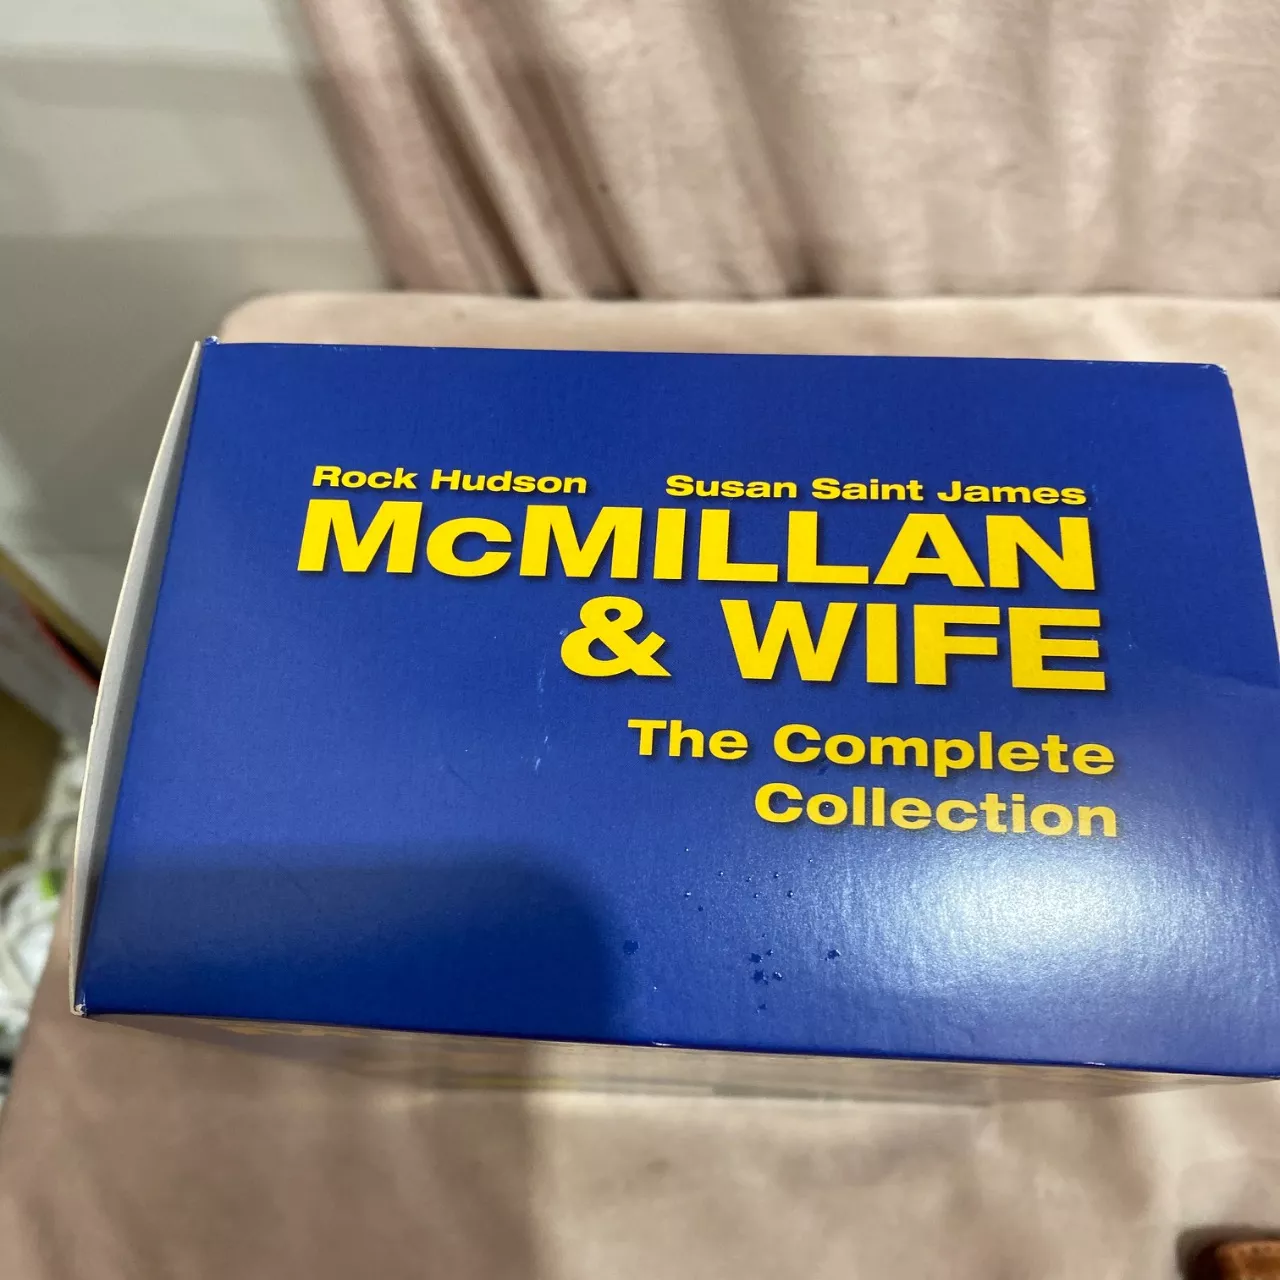 Rock Hudson Susan Saint James
McMILLAN
& WIFE
The Complete
Collection